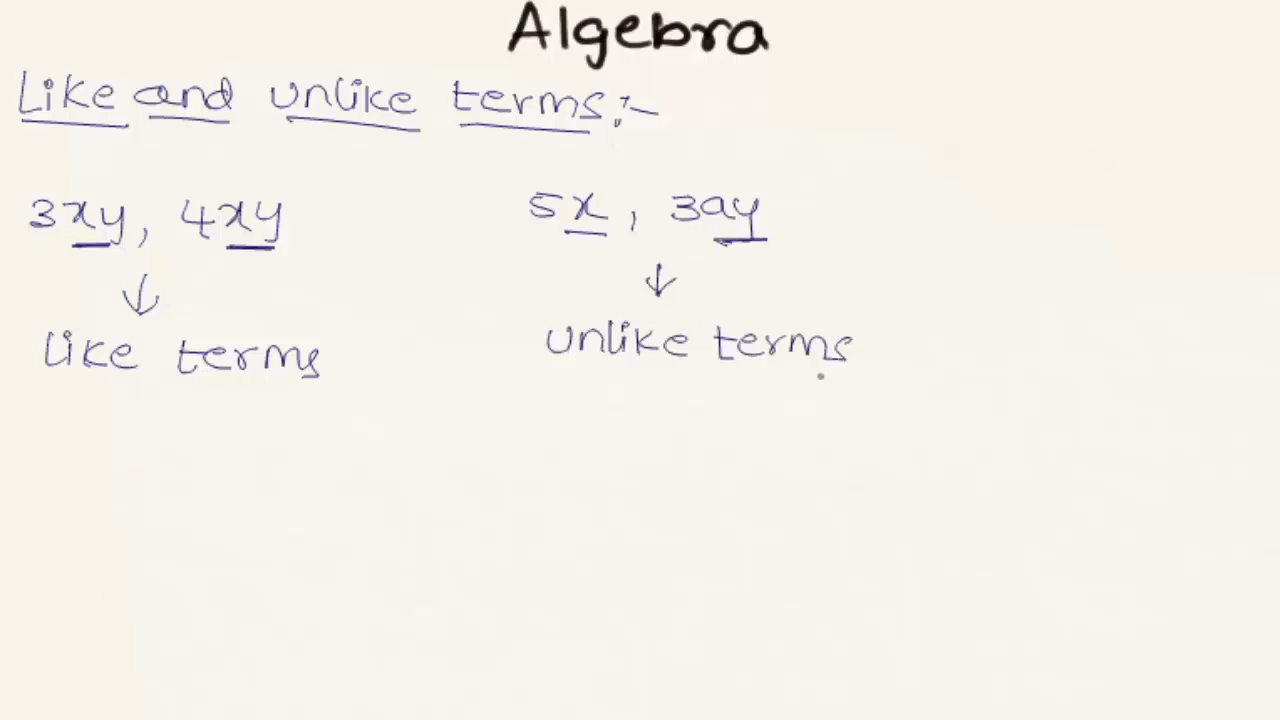 Algebra
Like and unlike terms:-
3xy, 4xy
5x, 3ay
↓
↓
like terms
unlike terms